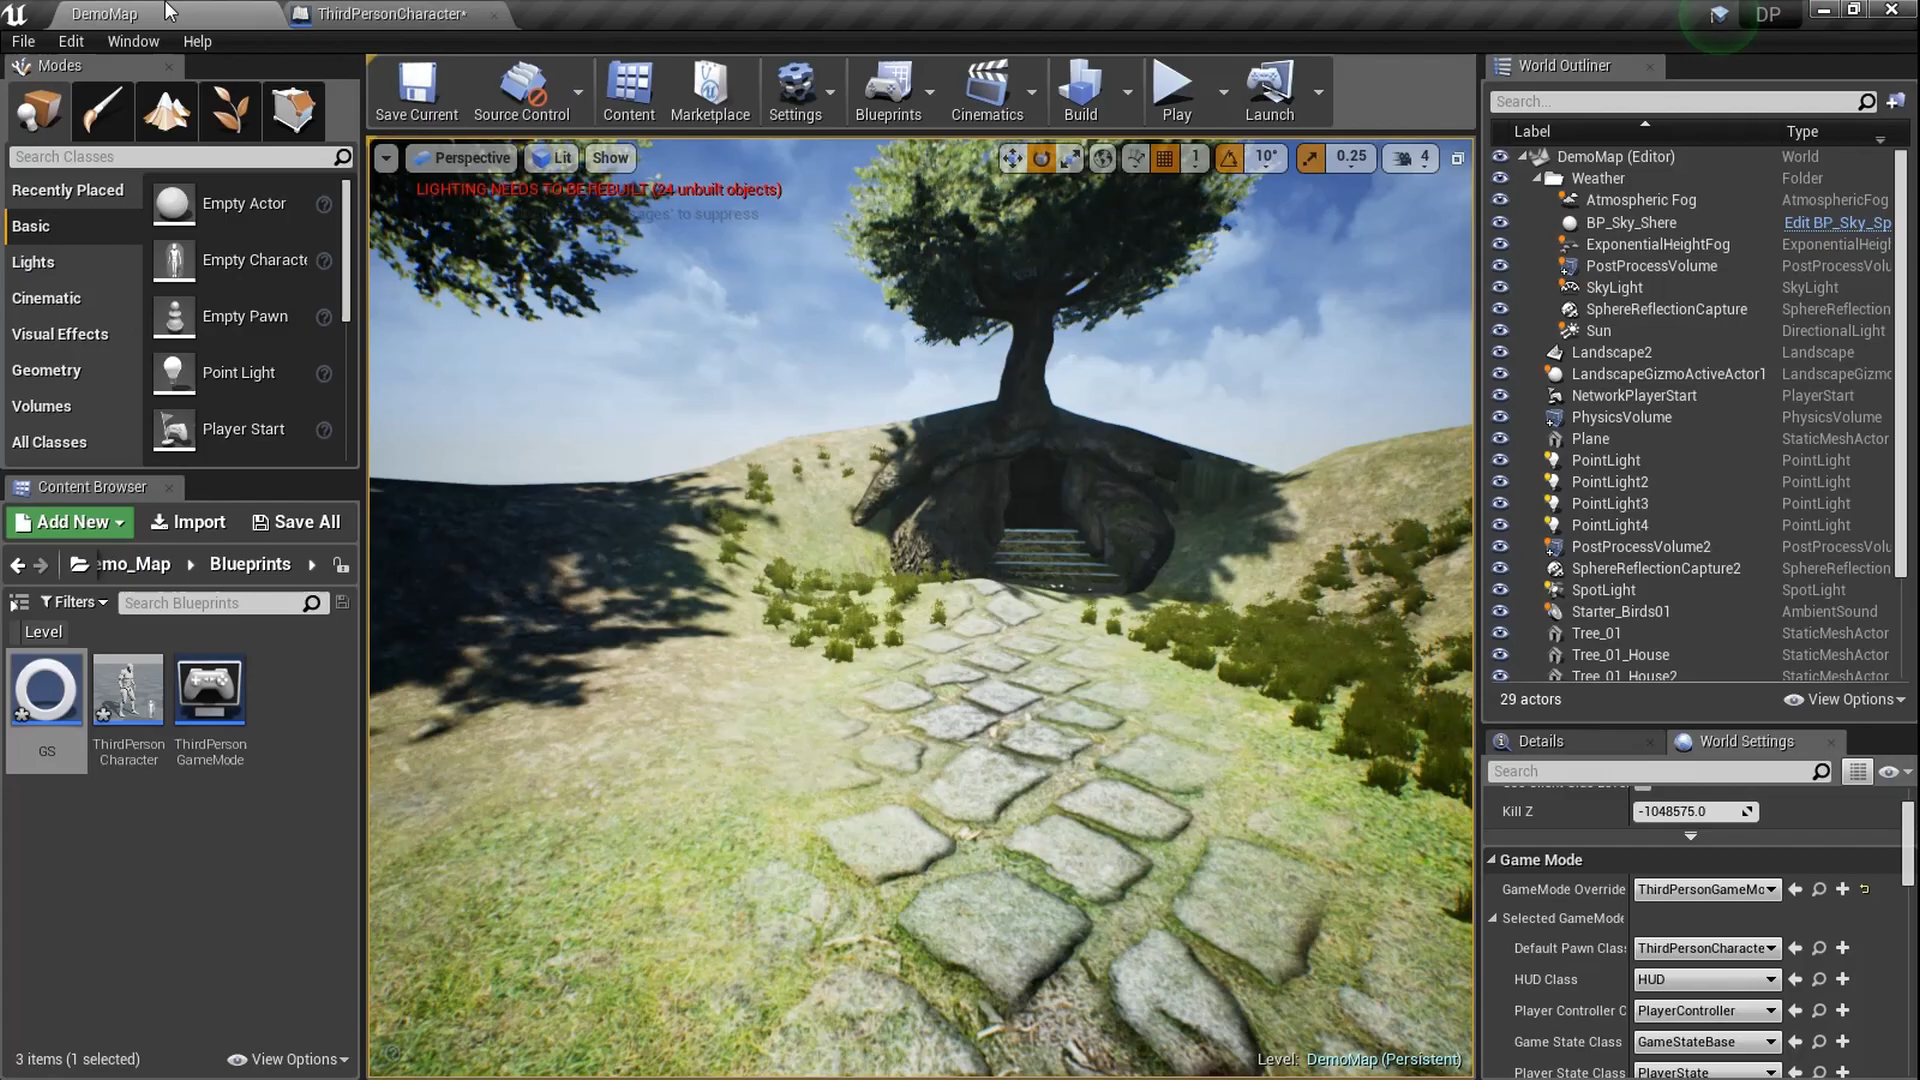 DemoMap
ThirdPersonCharacter*
DP
File Edit Window Help
Modes
Search Classes
Recently Placed
Basic
Lights
Cinematic
Visual Effects
Geometry
Volumes
All Classes
Empty Actor
Empty Characte
Empty Pawn
Point Light
Player Start
Save Current
Source Control
Content
Marketplace
Settings
Blueprints
Cinematics
Build
Play
Launch
Perspective
Lit
Show
1
10°
0.25
4
LIGHTING NEEDS TO BE REBUILT (24 unbuilt objects)
ages' to suppress
Level: DemoMap (Persistent)
Content Browser
Add New
Import
Save All
emo_Map
Blueprints
Filters
Search Blueprints
Level
GS
ThirdPerson
Character
ThirdPerson
GameMode
3 items (1 selected)
View Options
World Outliner
Search...
Label Type
DemoMap (Editor) World
Weather Folder
Atmospheric Fog AtmosphericFog
BP_Sky_Shere Edit BP_Sky_Sp
ExponentialHeightFog ExponentialHeigh
PostProcessVolume PostProcessVolu
SkyLight SkyLight
SphereReflectionCapture SphereReflection
Sun DirectionalLight
Landscape2 Landscape
LandscapeGizmoActiveActor1 LandscapeGizmo
NetworkPlayerStart PlayerStart
PhysicsVolume PhysicsVolume
Plane StaticMeshActor
PointLight PointLight
PointLight2 PointLight
PointLight3 PointLight
PointLight4 PointLight
PostProcessVolume2 PostProcessVolu
SphereReflectionCapture2 SphereReflection
SpotLight SpotLight
Starter_Birds01 AmbientSound
Tree_01 StaticMeshActor
Tree_01_House StaticMeshActor
Tree_01_House2 StaticMeshActor
29 actors
View Options
Details
World Settings
Search
Kill Z -1048575.0
Game Mode
GameMode Override ThirdPersonGameMo
Selected GameMode
Default Pawn Clas: ThirdPersonCharacte
HUD Class HUD
Player Controller C PlayerController
Game State Class GameStateBase
Player State Class PlayerState